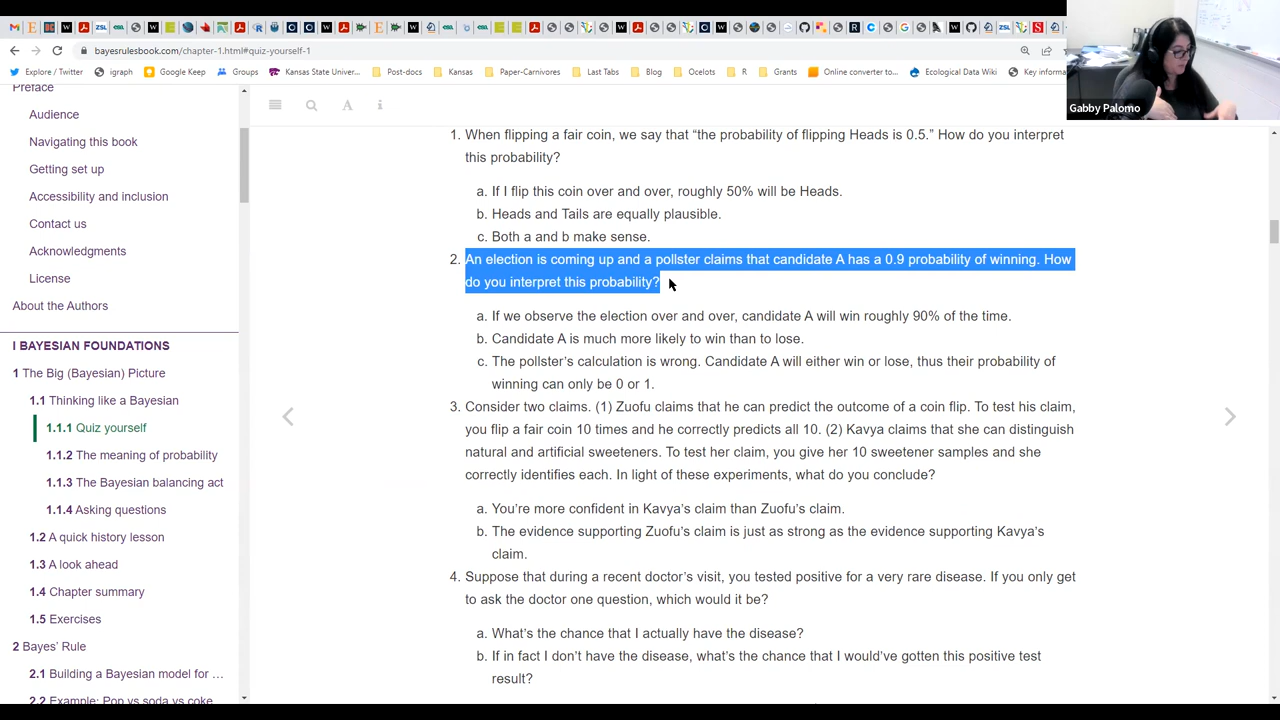 bayesrulesbook.com/chapter-1.html#quiz-yourself-1
Explore / Twitter
igraph
Google Keep
Groups
Kansas State Univer...
Post-docs
Kansas
Paper-Carnivores
Last Tabs
Blog
Ocelots
R
Grants
Online converter to...
Ecological Data Wiki
Key informa
Gabby Palomo
Preface
Audience
Navigating this book
Getting set up
Accessibility and inclusion
Contact us
Acknowledgments
License
About the Authors
I BAYESIAN FOUNDATIONS
1 The Big (Bayesian) Picture
1.1 Thinking like a Bayesian
1.1.1 Quiz yourself
1.1.2 The meaning of probability
1.1.3 The Bayesian balancing act
1.1.4 Asking questions
1.2 A quick history lesson
1.3 A look ahead
1.4 Chapter summary
1.5 Exercises
2 Bayes' Rule
2.1 Building a Bayesian model for ...
2.2 Example: Pop vs soda vs coke
1. When flipping a fair coin, we say that “the probability of flipping Heads is 0.5.” How do you interpret
this probability?
a. If I flip this coin over and over, roughly 50% will be Heads.
b. Heads and Tails are equally plausible.
c. Both a and b make sense.
2. An election is coming up and a pollster claims that candidate A has a 0.9 probability of winning. How
do you interpret this probability?
a. If we observe the election over and over, candidate A will win roughly 90% of the time.
b. Candidate A is much more likely to win than to lose.
c. The pollster’s calculation is wrong. Candidate A will either win or lose, thus their probability of
winning can only be 0 or 1.
3. Consider two claims. (1) Zuofu claims that he can predict the outcome of a coin flip. To test his claim,
you flip a fair coin 10 times and he correctly predicts all 10. (2) Kavya claims that she can distinguish
natural and artificial sweeteners. To test her claim, you give her 10 sweetener samples and she
correctly identifies each. In light of these experiments, what do you conclude?
a. You’re more confident in Kavya’s claim than Zuofu’s claim.
b. The evidence supporting Zuofu’s claim is just as strong as the evidence supporting Kavya’s
claim.
4. Suppose that during a recent doctor’s visit, you tested positive for a very rare disease. If you only get
to ask the doctor one question, which would it be?
a. What’s the chance that I actually have the disease?
b. If in fact I don’t have the disease, what’s the chance that I would’ve gotten this positive test
result?